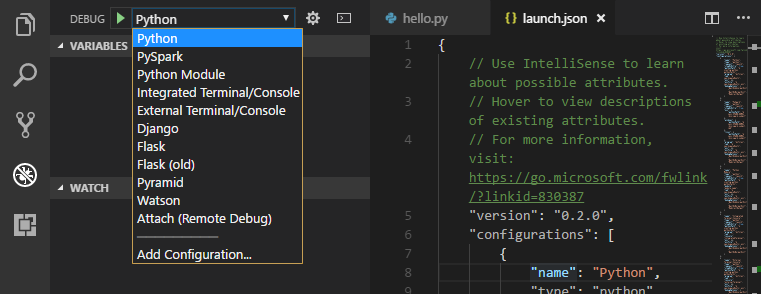 DEBUG Python
VARIABLES
Python
PySpark
Python Module
Integrated Terminal/Console
External Terminal/Console
Django
Flask
Flask (old)
Pyramid
Watson
Attach (Remote Debug)
Add Configuration...
WATCH
hello.py {} launch.json
1 {
2 // Use IntelliSense to learn
about possible attributes.
3 // Hover to view descriptions
of existing attributes.
4 // For more information,
visit:
https://go.microsoft.com/fwlink
/?linkid=830387
5 "version": "0.2.0",
6 "configurations": [
7 {
8 "name": "Python",
9 "type": "python"